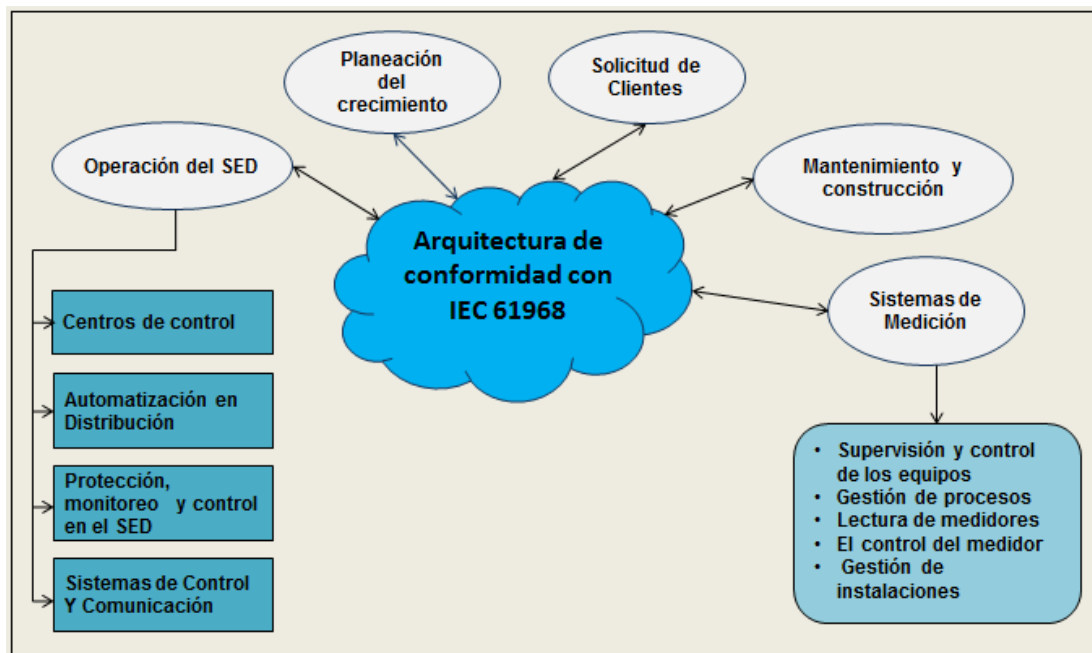 Planeación
del
crecimiento
Solicitud de
Clientes
Operación del SED
Mantenimiento y
construcción
Arquitectura de
conformidad con
IEC 61968
Sistemas de
Medición
Centros de control
Automatización en
Distribución
Protección,
monitoreo y control
en el SED
Sistemas de Control
Y Comunicación
• Supervisión y control
de los equipos
• Gestión de procesos
• Lectura de medidores
• El control del medidor
• Gestión de
instalaciones